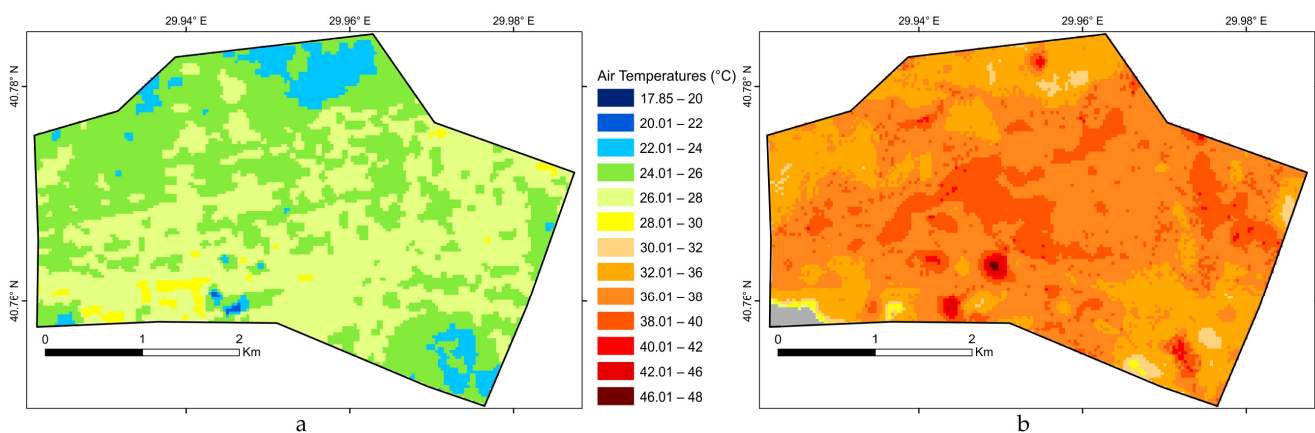 29.94° E 29.96° E 29.98° E
29.94° E 29.96° E 29.98° E
40.78° N
40.76° N
40.78° N
40.76° N
Air Temperatures (°C)
17.85 – 20
20.01 – 22
22.01 – 24
24.01 – 26
26.01 – 28
28.01 – 30
30.01 – 32
32.01 – 36
36.01 – 38
38.01 – 40
40.01 – 42
42.01 – 46
46.01 – 48
0 1 2
Km
0 1 2
Km
a
b